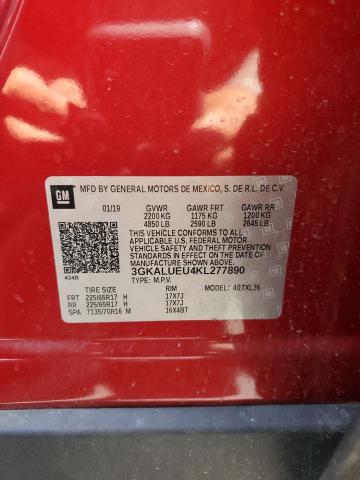 GM
MFD BY GENERAL MOTORS DE MEXICO, S. DE R.L. DE C.V.
01/19 GVWR GAWR FRT GAWR RR
2200 KG 1175 KG 1200 KG
4850 LB 2590 LB 2645 LB
THIS VEHICLE CONFORMS TO ALL
APPLICABLE U.S. FEDERAL MOTOR
VEHICLE SAFETY AND THEFT PREVENTION
STANDARDS IN EFFECT ON THE DATE OF
MANUFACTURE SHOWN ABOVE.
434B
3GKALUEU4KL277890
TYPE: M.P.V.
TIRE SIZE RIM MODEL: 40TXL26
FRT 225/65R17 H 17X7J
RR 225/65R17 H 17X7J
SPA T135/70R16 M 16X4BT